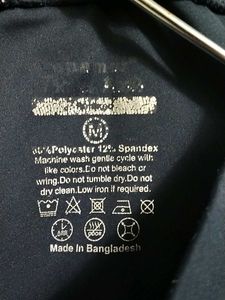 M
Polyester 12% Spandex
Machine wash gentle cycle with
like colors.Do not bleach or
wring.Do not tumble dry.Do not
dry clean.Low iron if required.
Made in Bangladesh